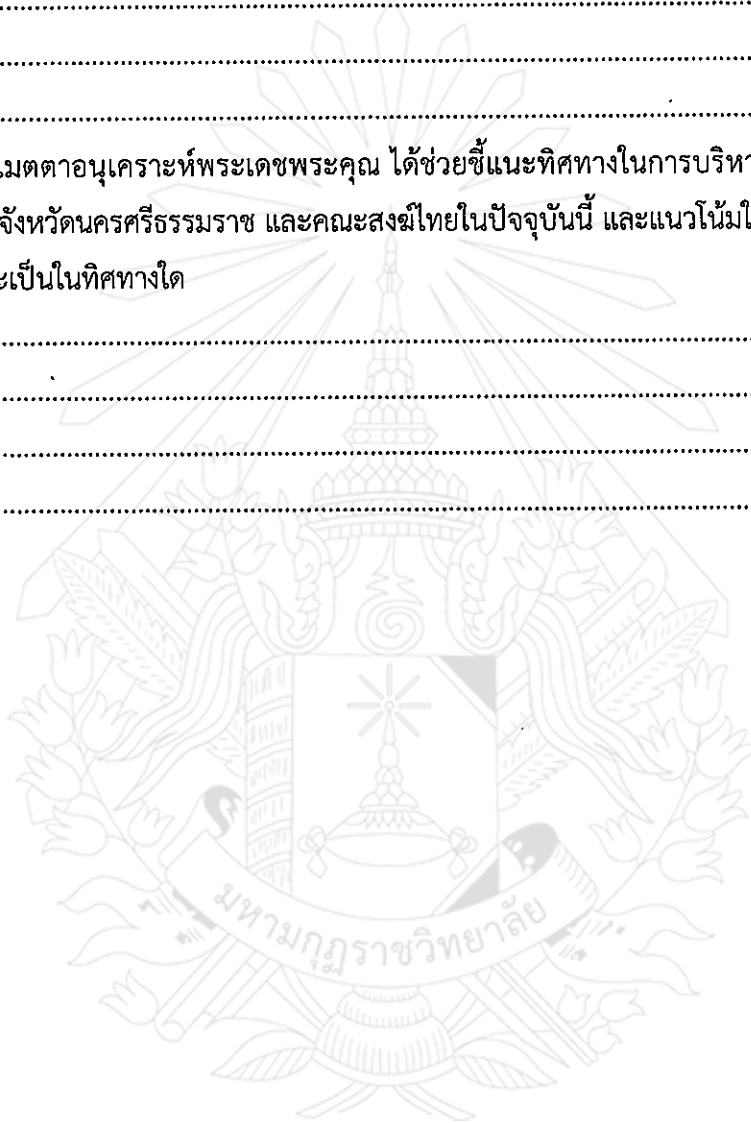 เมตตาอนุเคราะห์พระเดชพระคุณ ได้ช่วยชี้แนะทิศทางในการบริหา
จังหวัดนครศรีธรรมราช และคณะสงฆ์ไทยในปัจจุบันนี้ และแนวโน้มใ
ะเป็นในทิศทางใด
มหามกุฏราชวิทยาลัย